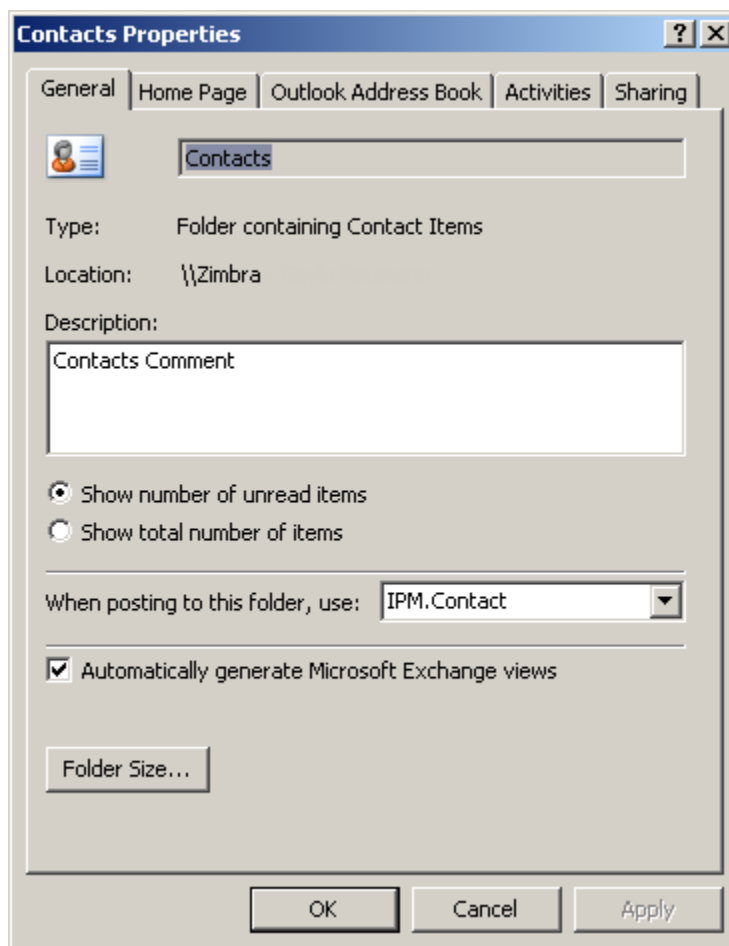 Contacts Properties
General Home Page Outlook Address Book Activities Sharing
Contacts
Type: Folder containing Contact Items
Location: \\Zimbra
Description:
Contacts Comment
Show number of unread items
Show total number of items
When posting to this folder, use: IPM.Contact
Automatically generate Microsoft Exchange views
Folder Size...
OK Cancel Apply